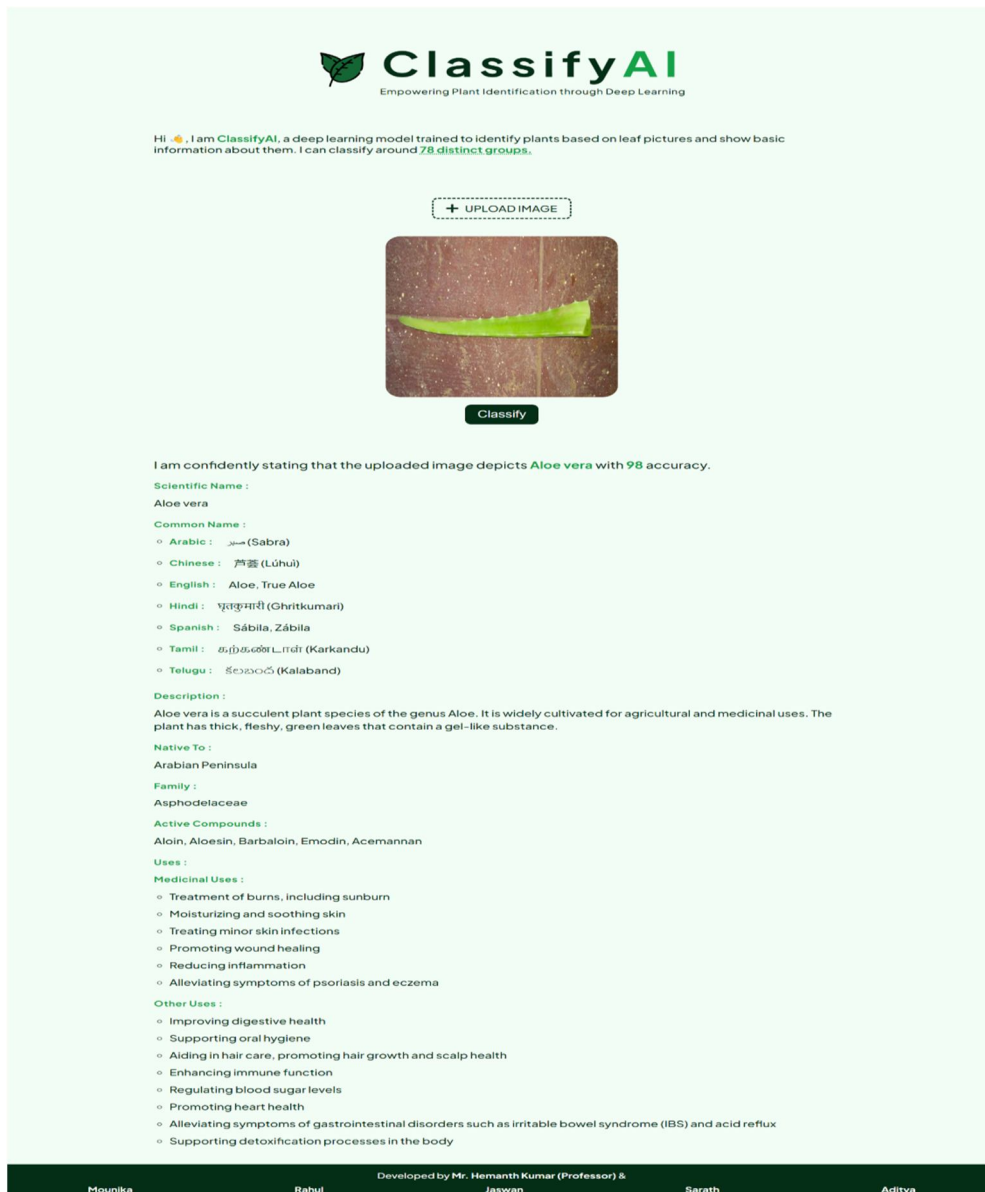 ClassifyAI
Empowering Plant Identification through Deep Learning
Hi 👋, I am ClassifyAI, a deep learning model trained to identify plants based on leaf pictures and show basic
information about them. I can classify around 78 distinct groups.
+ UPLOAD IMAGE
Classify
I am confidently stating that the uploaded image depicts Aloe vera with 98 accuracy.
Scientific Name :
Aloe vera
Common Name :
Arabic : صبر (Sabra)
Chinese : 芦荟 (Lúhuì)
English : Aloe, True Aloe
Hindi : घृतकुमारी (Ghritkumari)
Spanish : Sábila, Zábila
Tamil : கற்கண்டாள் (Karkandu)
Telugu : కలబంద (Kalaband)
Description :
Aloe vera is a succulent plant species of the genus Aloe. It is widely cultivated for agricultural and medicinal uses. The
plant has thick, fleshy, green leaves that contain a gel-like substance.
Native To :
Arabian Peninsula
Family :
Asphodelaceae
Active Compounds :
Aloin, Aloesin, Barbaloin, Emodin, Acemannan
Uses :
Medicinal Uses :
Treatment of burns, including sunburn
Moisturizing and soothing skin
Treating minor skin infections
Promoting wound healing
Reducing inflammation
Alleviating symptoms of psoriasis and eczema
Other Uses :
Improving digestive health
Supporting oral hygiene
Aiding in hair care, promoting hair growth and scalp health
Enhancing immune function
Regulating blood sugar levels
Promoting heart health
Alleviating symptoms of gastrointestinal disorders such as irritable bowel syndrome (IBS) and acid reflux
Supporting detoxification processes in the body
Developed by Mr. Hemanth Kumar (Professor) &
Mounika Rahul Jaswan Sarath Aditya